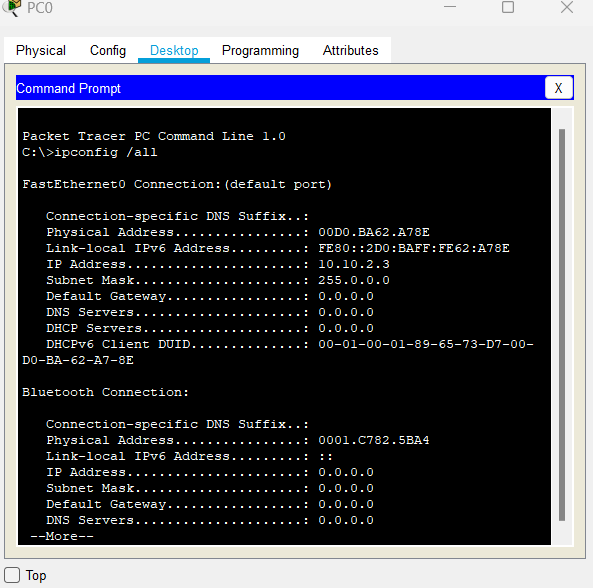 PC0
Physical Config Desktop Programming Attributes
Command Prompt X
Packet Tracer PC Command Line 1.0
C:\>ipconfig /all
FastEthernet0 Connection:(default port)
Connection-specific DNS Suffix..:
Physical Address................: 00D0.BA62.A78E
Link-local IPv6 Address.........: FE80::2D0:BAFF:FE62:A78E
IP Address......................: 10.10.2.3
Subnet Mask.....................: 255.0.0.0
Default Gateway.................: 0.0.0.0
DNS Servers.....................: 0.0.0.0
DHCP Servers....................: 0.0.0.0
DHCPv6 Client DUID..............: 00-01-00-01-89-65-73-D7-00-
D0-BA-62-A7-8E
Bluetooth Connection:
Connection-specific DNS Suffix..:
Physical Address................: 0001.C782.5BA4
Link-local IPv6 Address.........: ::
IP Address......................: 0.0.0.0
Subnet Mask.....................: 0.0.0.0
Default Gateway.................: 0.0.0.0
DNS Servers.....................: 0.0.0.0
--More--
Top